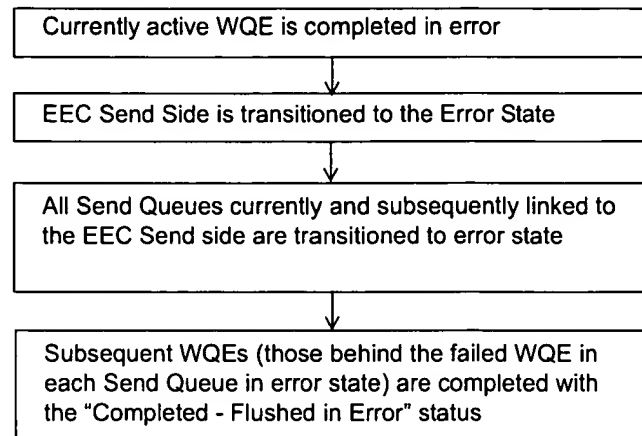 Currently active WQE is completed in error
EEC Send Side is transitioned to the Error State
All Send Queues currently and subsequently linked to
the EEC Send side are transitioned to error state
Subsequent WQEs (those behind the failed WQE in
each Send Queue in error state) are completed with
the "Completed - Flushed in Error" status